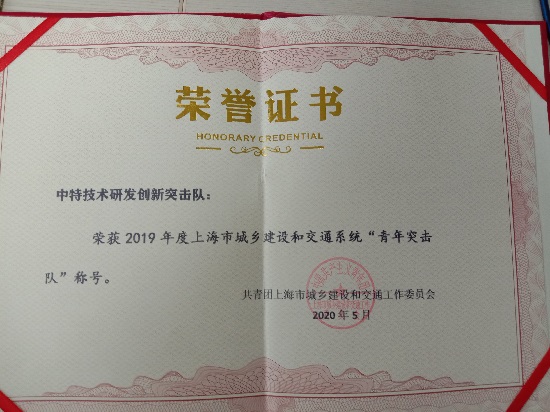 荣誉证书
HONORARY CREDENTIAL
中特技术研发创新突击队：
荣获 2019 年度上海市城乡建设和交通系统“青年突击
队”称号。
共青团上海市城乡建设和交通工作委员会
2020 年 5 月